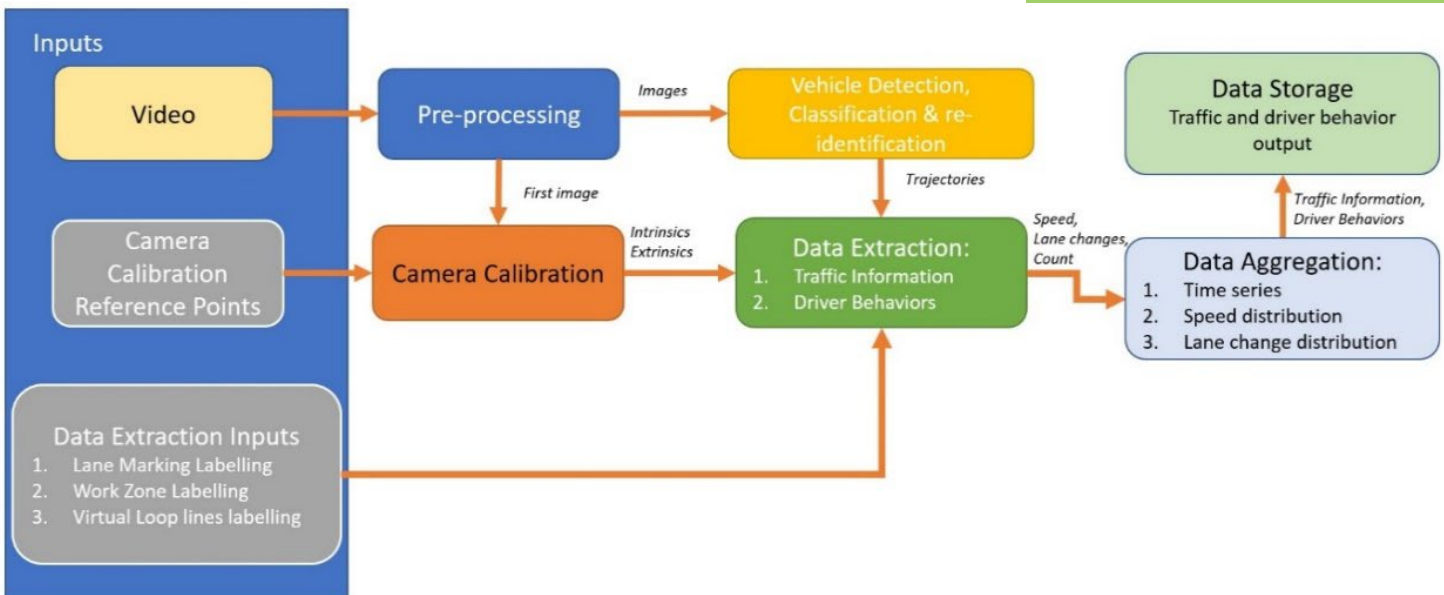 Inputs
Video
Pre-processing
Images
Vehicle Detection,
Classification & re-
identification
Data Storage
Traffic and driver behavior
output
First image
Trajectories
Traffic Information,
Driver Behaviors
Camera
Calibration
Reference Points
Camera Calibration
Intrinsics
Extrinsics
Data Extraction:
1. Traffic Information
2. Driver Behaviors
Speed,
Lane changes,
Count
Data Aggregation:
1. Time series
2. Speed distribution
3. Lane change distribution
Data Extraction Inputs
1. Lane Marking Labelling
2. Work Zone Labelling
3. Virtual Loop lines labelling